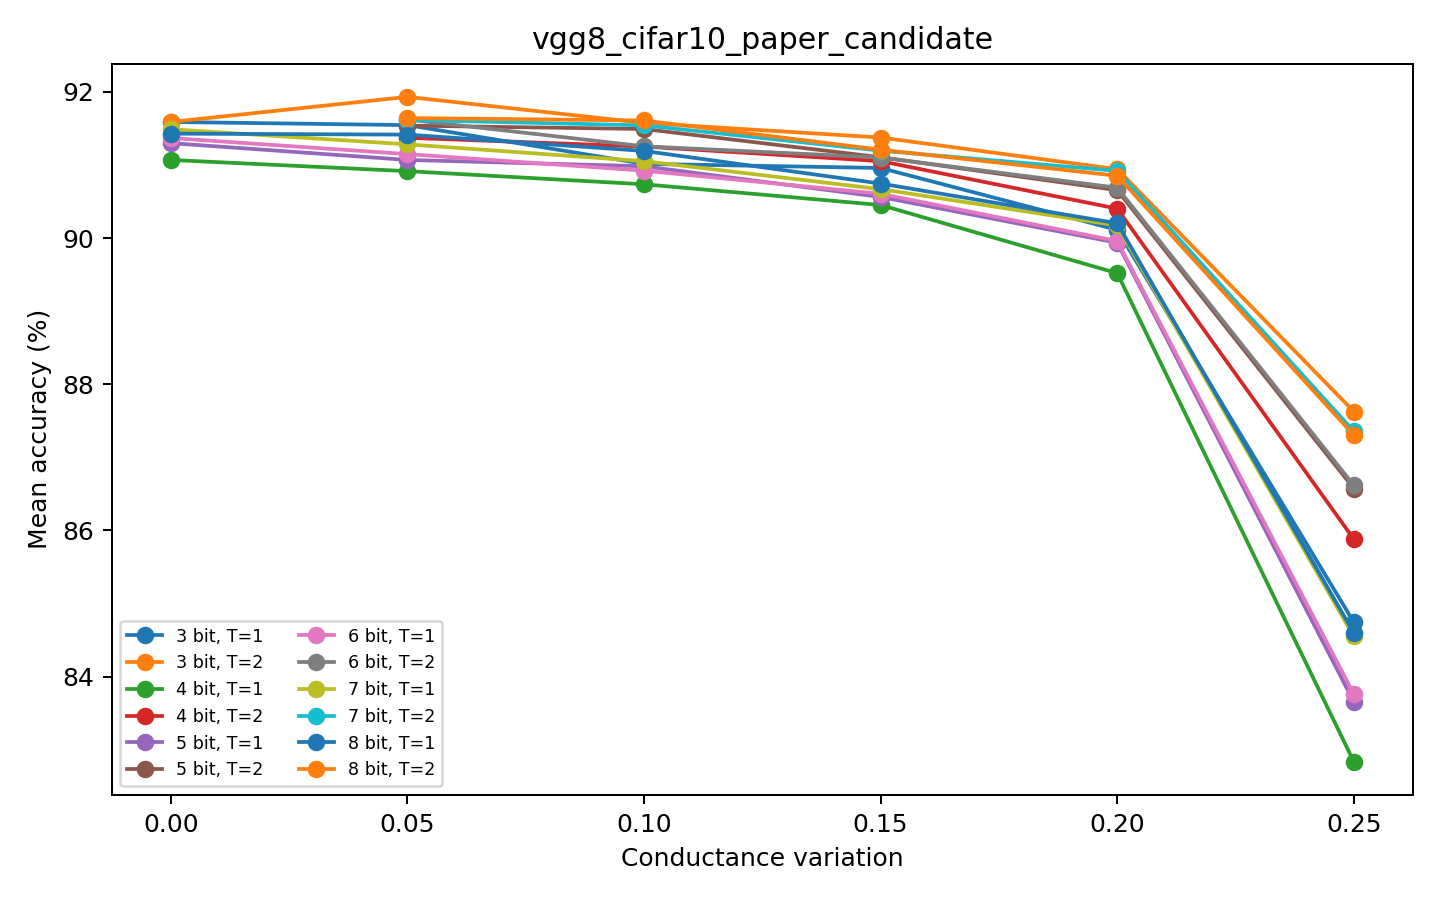 vgg8_cifar10_paper_candidate
Mean accuracy (%)
92
90
88
86
84
3 bit, T=1
3 bit, T=2
4 bit, T=1
4 bit, T=2
5 bit, T=1
5 bit, T=2
6 bit, T=1
6 bit, T=2
7 bit, T=1
7 bit, T=2
8 bit, T=1
8 bit, T=2
0.00 0.05 0.10 0.15 0.20 0.25
Conductance variation